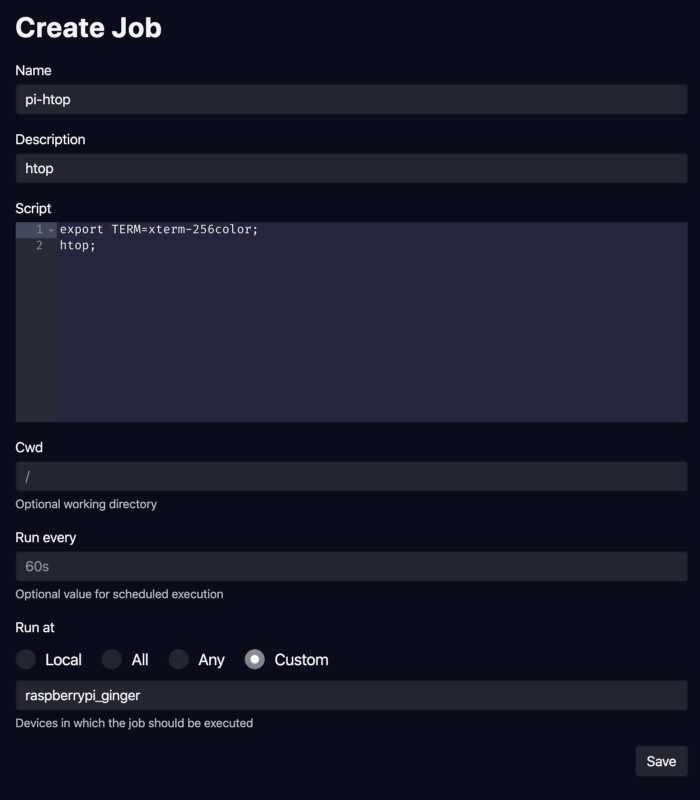 Create Job
Name
pi-htop
Description
htop
Script
1 export TERM=xterm-256color;
2 htop;
Cwd
/
Optional working directory
Run every
60s
Optional value for scheduled execution
Run at
Local All Any Custom
raspberrypi_ginger
Devices in which the job should be executed
Save